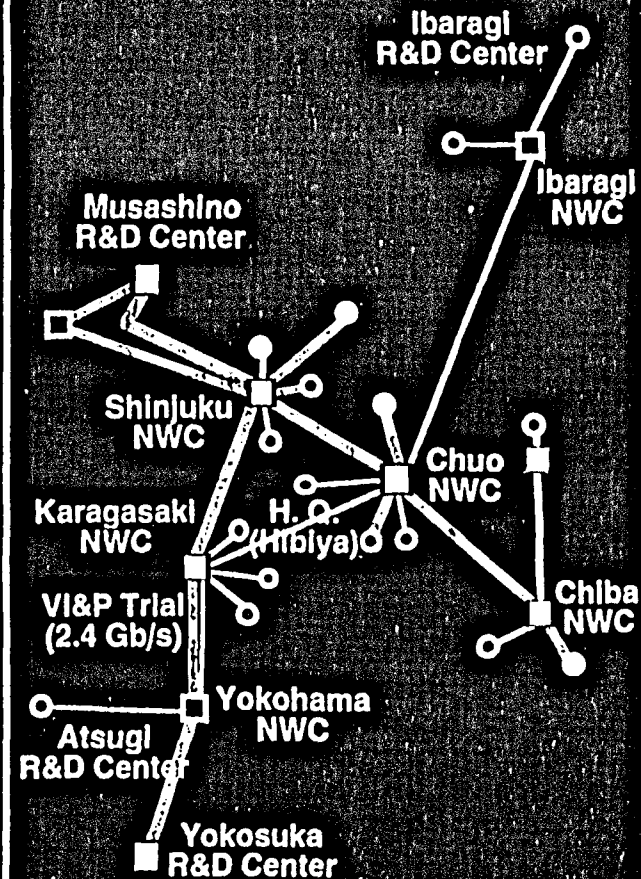 Ibaragi
R&D Center
Ibaragi
NWC
Musashino
R&D Center
Shinjuku
NWC
Chuo
NWC
Karagasaki
NWC
H. Q.
(Hibiya)
VI&P Trial
(2.4 Gb/s)
Chiba
NWC
Yokohama
NWC
Atsugi
R&D Center
Yokosuka
R&D Center